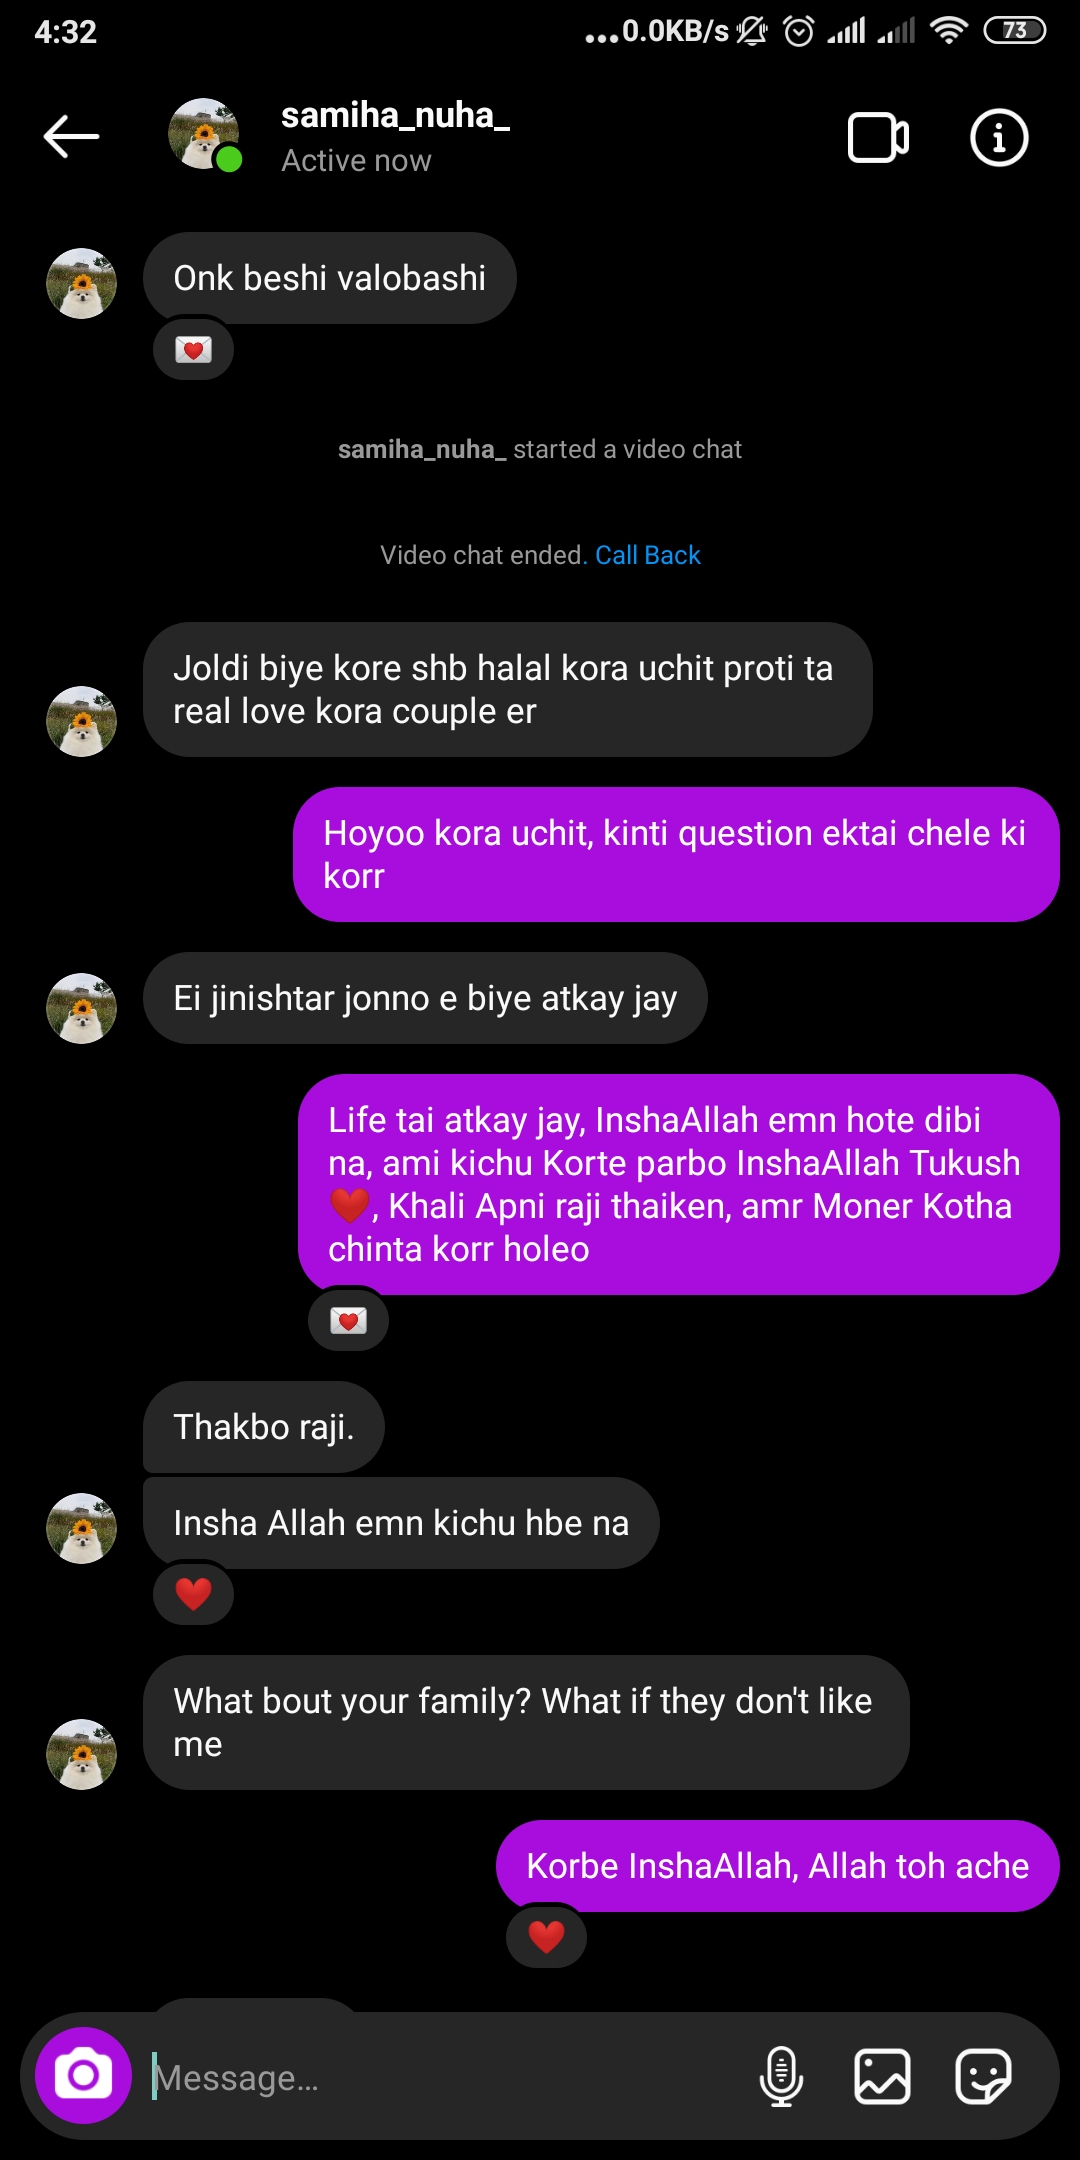 4:32
...0.0KB/s
73
samiha_nuha_
Active now
Onk beshi valobashi
💌
samiha_nuha_ started a video chat
Video chat ended. Call Back
Joldi biye kore shb halal kora uchit proti ta
real love kora couple er
Hoyoo kora uchit, kinti question ektai chele ki
korr
Ei jinishtar jonno e biye atkay jay
Life tai atkay jay, InshaAllah emn hote dibi
na, ami kichu Korte parbo InshaAllah Tukush
❤️, Khali Apni raji thaiken, amr Moner Kotha
chinta korr holeo
💌
Thakbo raji.
Insha Allah emn kichu hbe na
❤️
What bout your family? What if they don't like
me
Korbe InshaAllah, Allah toh ache
❤️
Message...